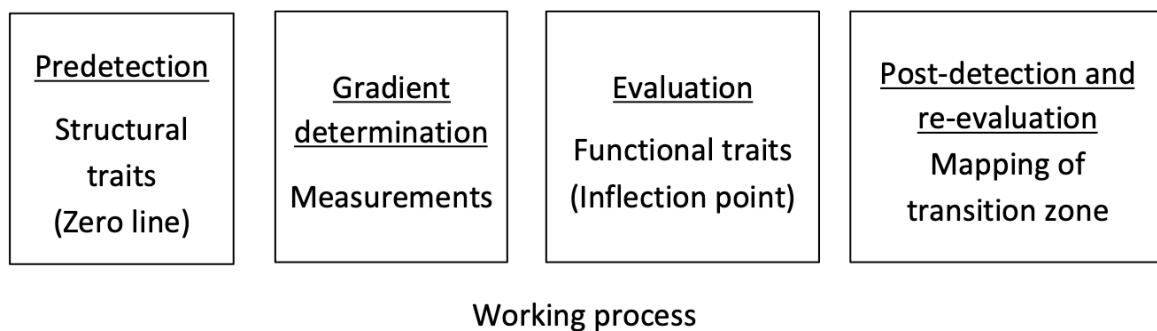 Predetection
Structural
traits
(Zero line)
Gradient
determination
Measurements
Evaluation
Functional traits
(Inflection point)
Post-detection and
re-evaluation
Mapping of
transition zone
Working process